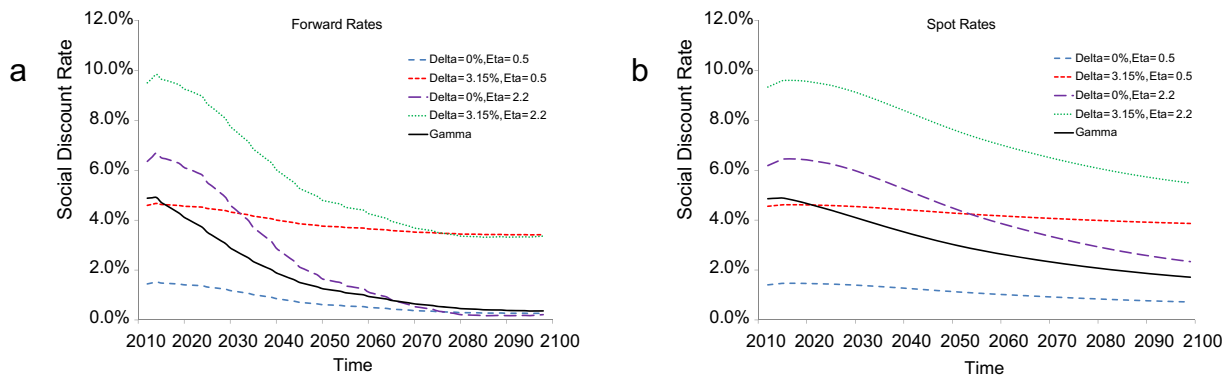 a
Forward Rates
Social Discount Rate
12.0%
10.0%
8.0%
6.0%
4.0%
2.0%
0.0%
Delta=0%,Eta=0.5
Delta=3.15%,Eta=0.5
Delta=0%,Eta=2.2
Delta=3.15%,Eta=2.2
Gamma
2010 2020 2030 2040 2050 2060 2070 2080 2090 2100
Time
b
Spot Rates
Social Discount Rate
12.0%
10.0%
8.0%
6.0%
4.0%
2.0%
0.0%
Delta=0%,Eta=0.5
Delta=3.15%,Eta=0.5
Delta=0%,Eta=2.2
Delta=3.15%,Eta=2.2
Gamma
2010 2020 2030 2040 2050 2060 2070 2080 2090 2100
Time